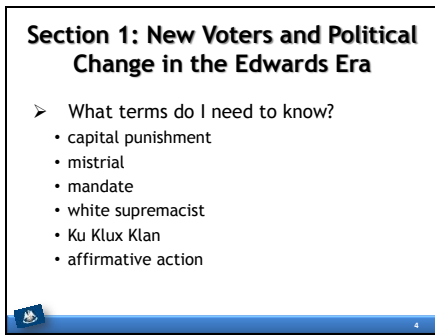 Section 1: New Voters and Political
Change in the Edwards Era
➢ What terms do I need to know?
• capital punishment
• mistrial
• mandate
• white supremacist
• Ku Klux Klan
• affirmative action
4